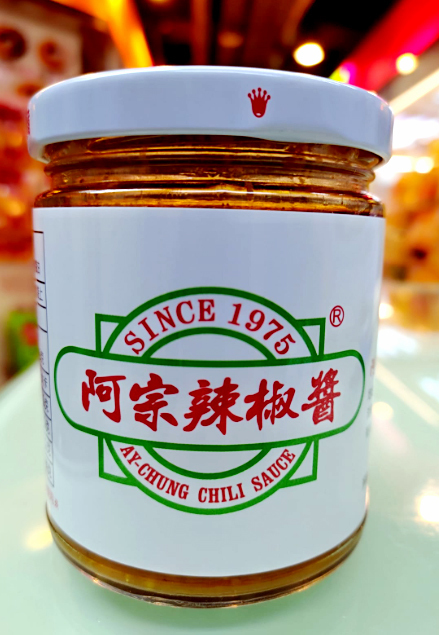 SINCE 1975
®
阿宗辣椒醬
AY-CHUNG CHILI SAUCE